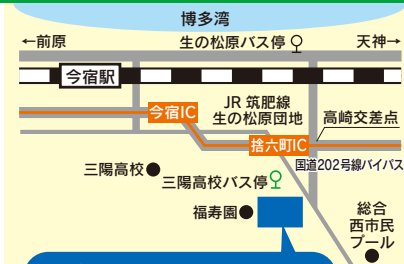 博多湾
←前原
生の松原バス停
天神→
今宿駅
今宿IC
JR 筑肥線
生の松原団地
高崎交差点
捨六町IC
国道202号線バイパス
三陽高校
三陽高校バス停
福寿園
総合
西市民
プール